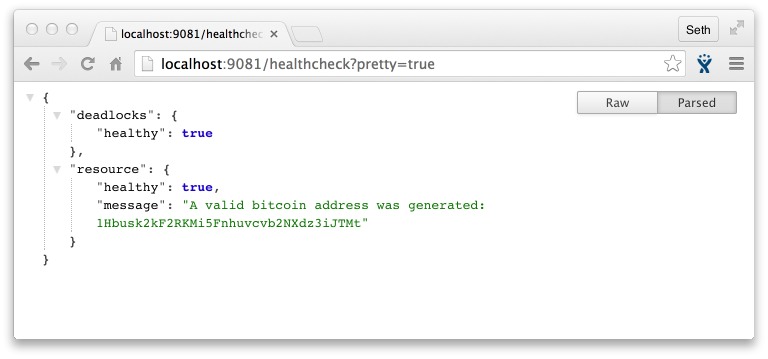 localhost:9081/healthchec
Seth
localhost:9081/healthcheck?pretty=true
Raw Parsed
{
"deadlocks": {
"healthy": true
},
"resource": {
"healthy": true,
"message": "A valid bitcoin address was generated:
1Hbusk2kF2RKMi5Fnhuvcvb2NXdz3iJTMt"
}
}